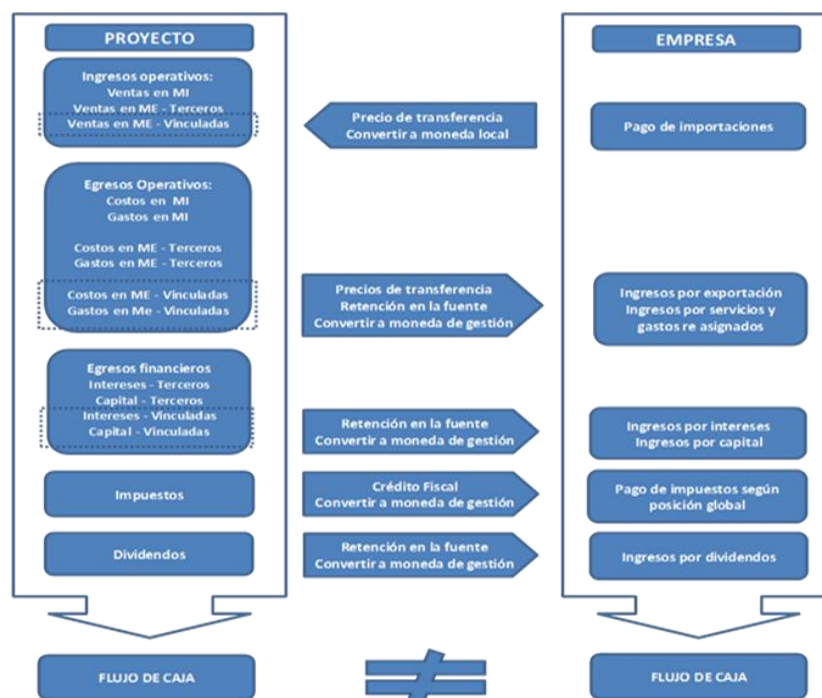 PROYECTO
Ingresos operativos:
Ventas en MI
Ventas en ME - Terceros
Ventas en ME - Vinculadas
Egresos Operativos:
Costos en MI
Gastos en MI
Costos en ME - Terceros
Gastos en ME - Terceros
Costos en ME - Vinculadas
Gastos en Me - Vinculadas
Egresos financieros
Intereses - Terceros
Capital - Terceros
Intereses - Vinculadas
Capital - Vinculadas
Impuestos
Dividendos
FLUJO DE CAJA
Precio de transferencia
Convertir a moneda local
Precios de transferencia
Retención en la fuente
Convertir a moneda de gestión
Retención en la fuente
Convertir a moneda de gestión
Crédito Fiscal
Convertir a moneda de gestión
Retención en la fuente
Convertir a moneda de gestión
EMPRESA
Pago de importaciones
Ingresos por exportación
Ingresos por servicios y
gastos re asignados
Ingresos por intereses
Ingresos por capital
Pago de impuestos según
posición global
Ingresos por dividendos
FLUJO DE CAJA